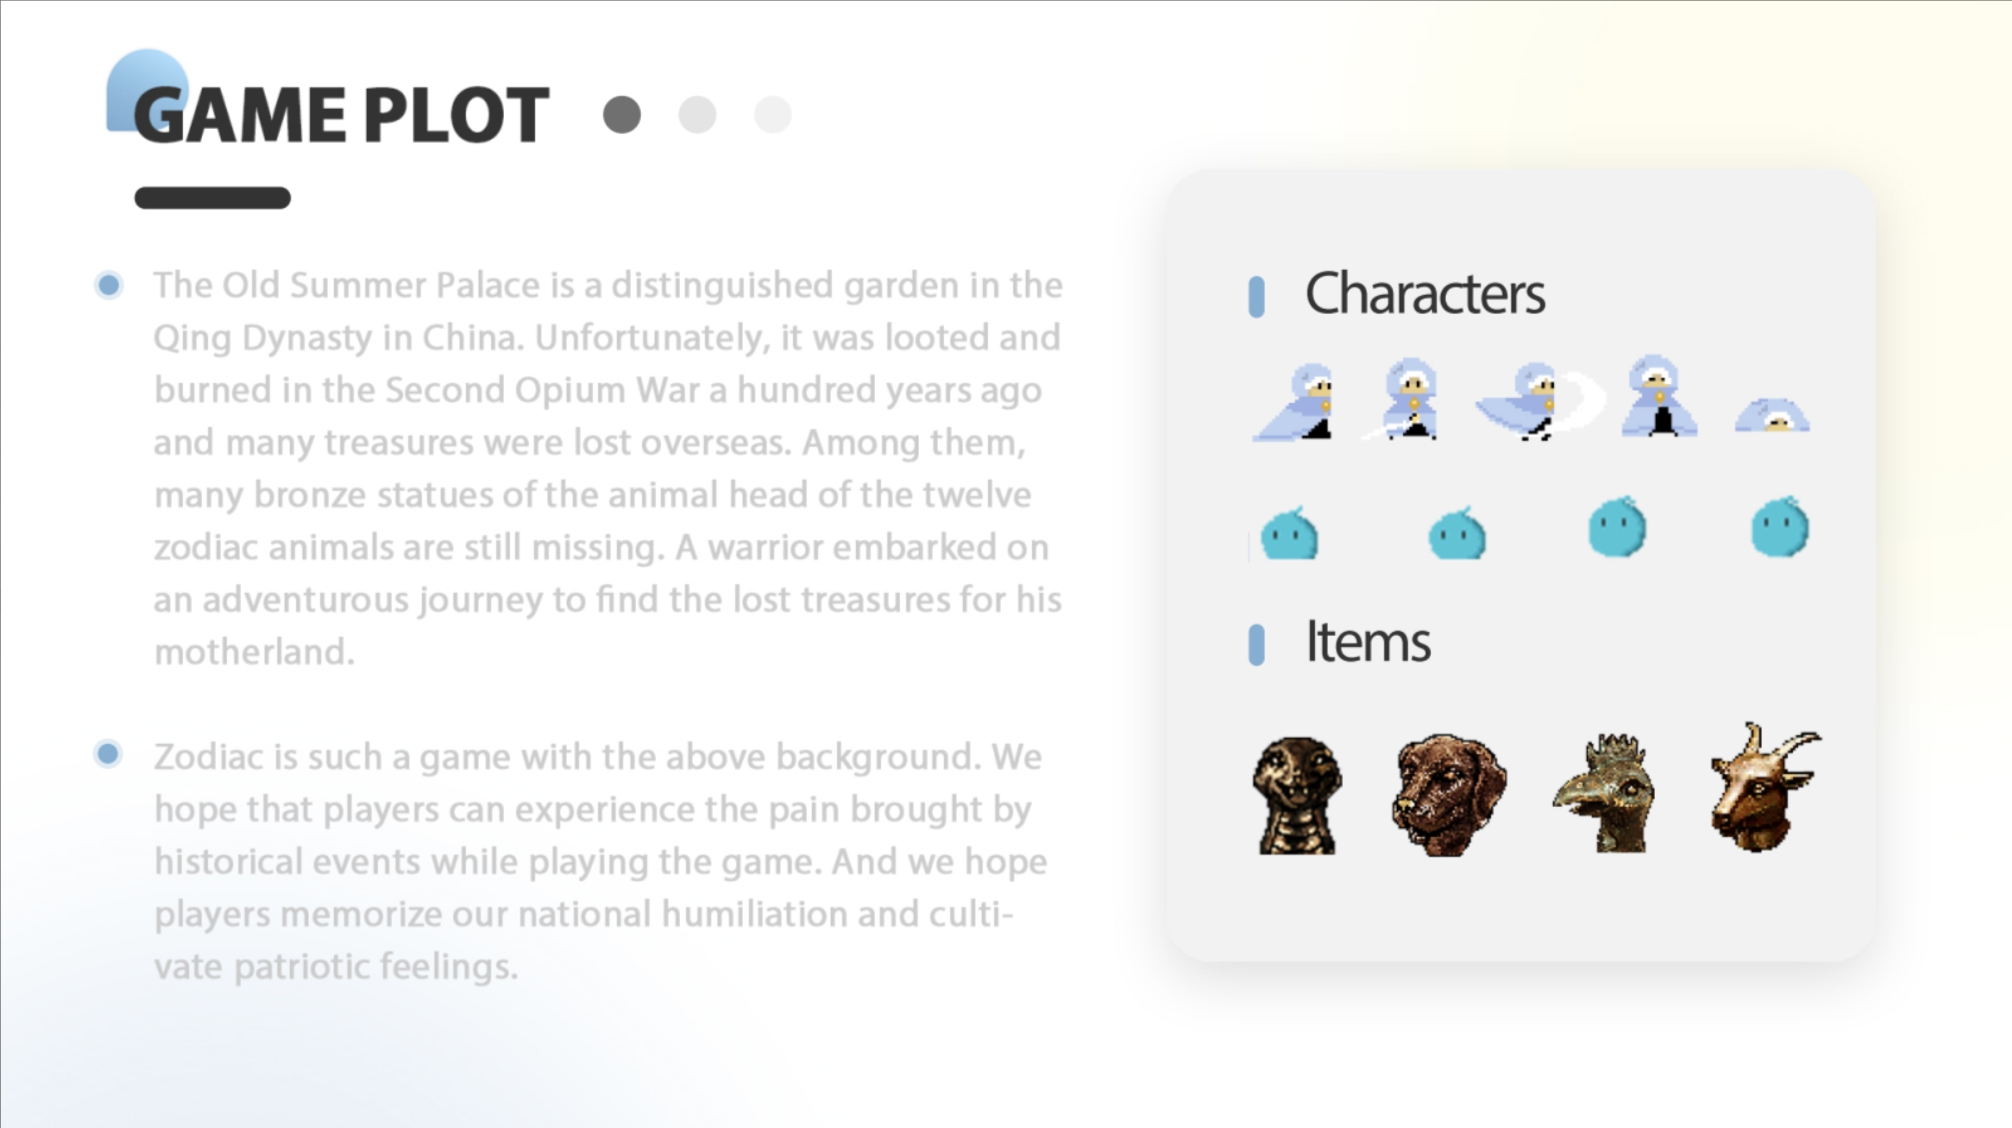 GAME PLOT
The Old Summer Palace is a distinguished garden in the
Qing Dynasty in China. Unfortunately, it was looted and
burned in the Second Opium War a hundred years ago
and many treasures were lost overseas. Among them,
many bronze statues of the animal head of the twelve
zodiac animals are still missing. A warrior embarked on
an adventurous journey to find the lost treasures for his
motherland.
Zodiac is such a game with the above background. We
hope that players can experience the pain brought by
historical events while playing the game. And we hope
players memorize our national humiliation and culti-
vate patriotic feelings.
Characters
Items